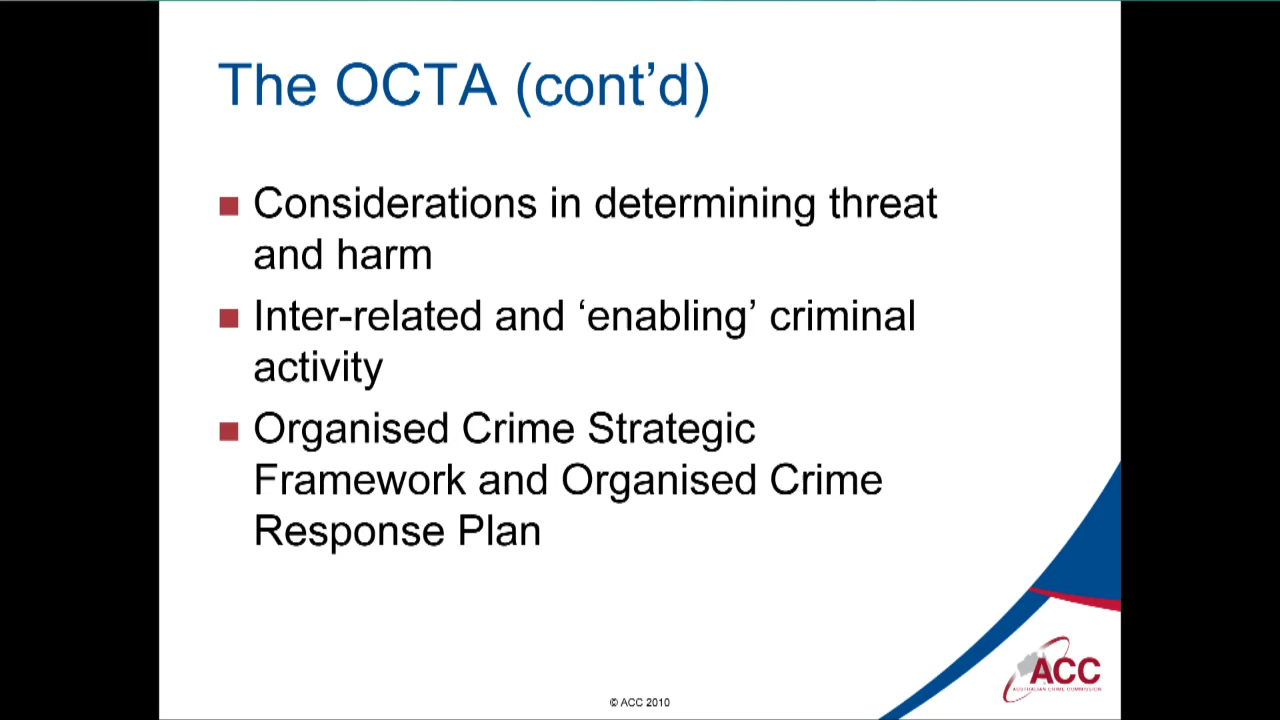 The OCTA (cont’d)
Considerations in determining threat
and harm
Inter-related and ‘enabling’ criminal
activity
Organised Crime Strategic
Framework and Organised Crime
Response Plan
ACC
AUSTRALIAN CRIME COMMISSION
© ACC 2010